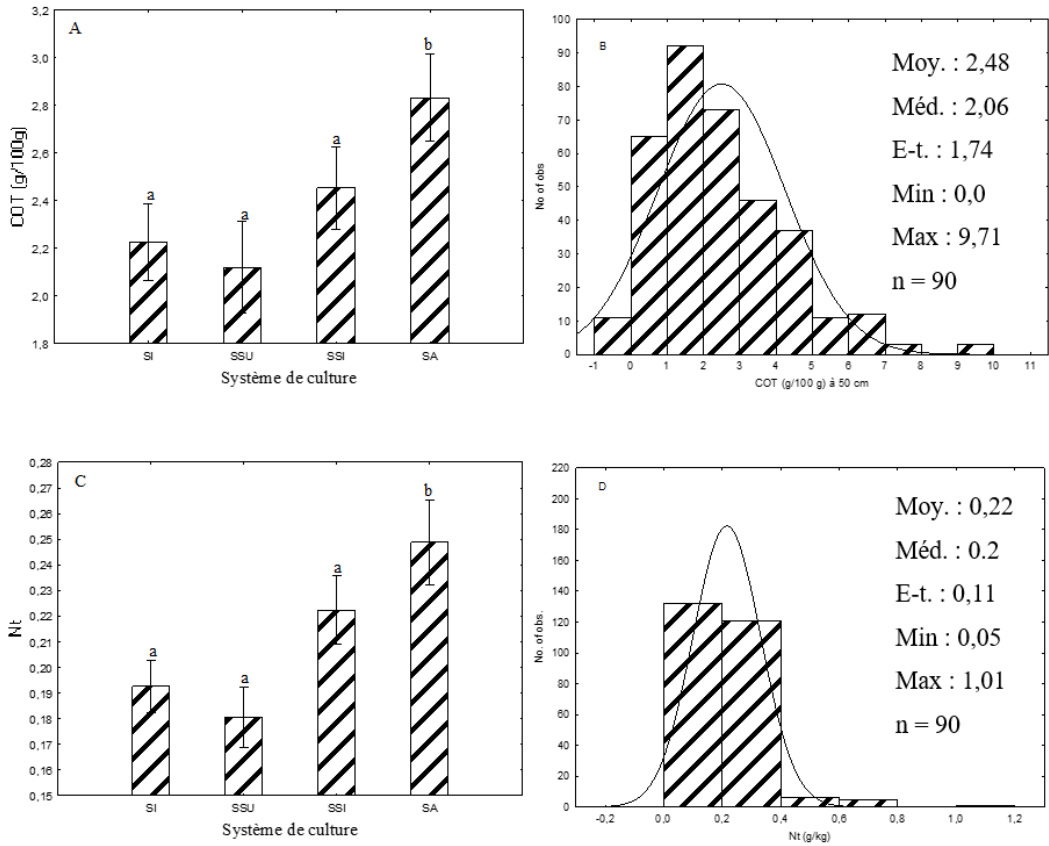 A
COT (g/100g)
3,2
3,0
2,8
2,6
2,4
2,2
2,0
1,8
a
a
a
b
SI SSU SSI SA
Système de culture
B
No of obs
100
90
80
70
60
50
40
30
20
10
0
-1 0 1 2 3 4 5 6 7 8 9 10 11
COT (g/100 g) à 50 cm
Moy. : 2,48
Méd. : 2,06
E-t. : 1,74
Min : 0,0
Max : 9,71
n = 90
C
Nt
0,28
0,27
0,26
0,25
0,24
0,23
0,22
0,21
0,20
0,19
0,18
0,17
0,16
0,15
a
a
a
b
SI SSU SSI SA
Système de culture
D
No. of obs.
220
200
180
160
140
120
100
80
60
40
20
0
-0,2 0,0 0,2 0,4 0,6 0,8 1,0 1,2
Nt (g/kg)
Moy. : 0,22
Méd. : 0.2
E-t. : 0,11
Min : 0,05
Max : 1,01
n = 90